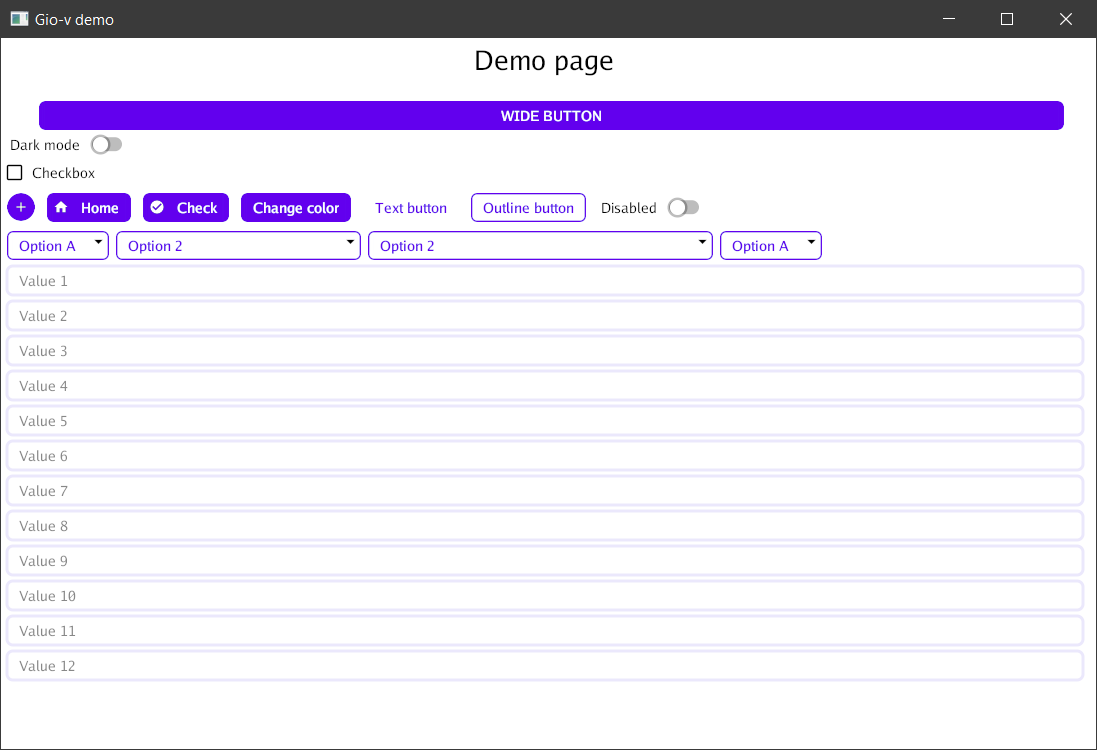 Gio-v demo
Demo page
WIDE BUTTON
Dark mode
Checkbox
+ Home Check Change color Text button Outline button Disabled
Option A Option 2 Option 2 Option A
Value 1
Value 2
Value 3
Value 4
Value 5
Value 6
Value 7
Value 8
Value 9
Value 10
Value 11
Value 12